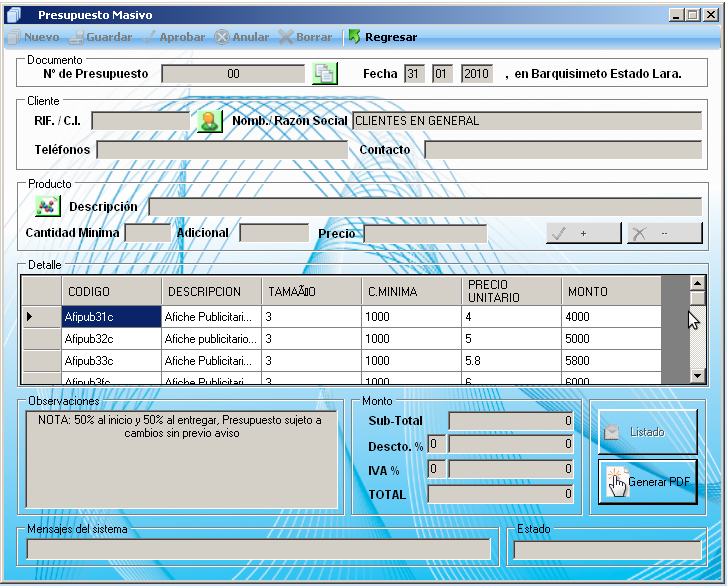 Presupuesto Masivo
Nuevo Guardar Aprobar Anular Borrar Regresar
Documento
Nº de Presupuesto 00 Fecha 31 01 2010 , en Barquisimeto Estado Lara.
Cliente
RIF. / C.I. Nomb./Razón Social CLIENTES EN GENERAL
Teléfonos Contacto
Producto
Descripción
Cantidad Minima Adicional Precio + --
Detalle
CODIGO DESCRIPCION TAMAÃ‘O C.MINIMA PRECIO UNITARIO MONTO
Afipub31c Afiche Publicitari... 3 1000 4 4000
Afipub32c Afiche publicitario... 3 1000 5 5000
Afipub33c Afiche Publicitari... 3 1000 5.8 5800
Afipub3fc Afiche Publicitari... 3 1000 6 6000
Observaciones
NOTA: 50% al inicio y 50% al entregar, Presupuesto sujeto a
cambios sin previo aviso
Monto
Sub-Total 0
Descto. % 0 0
IVA % 0 0
TOTAL 0
Listado
Generar PDF
Mensajes del sistema
Estado